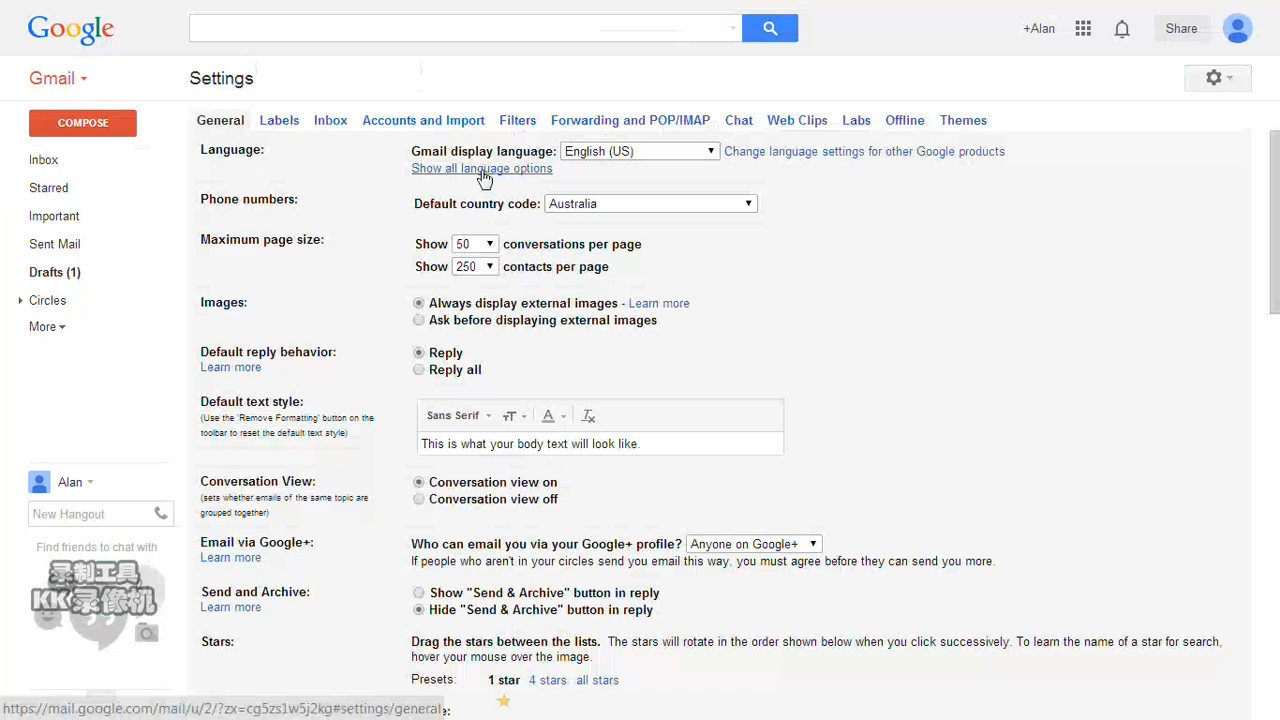 Google
+Alan
Share
Gmail
Settings
COMPOSE
General Labels Inbox Accounts and Import Filters Forwarding and POP/IMAP Chat Web Clips Labs Offline Themes
Inbox
Starred
Important
Sent Mail
Drafts (1)
Circles
More
Language:
Gmail display language: English (US) Change language settings for other Google products
Show all language options
Phone numbers:
Default country code: Australia
Maximum page size:
Show 50 conversations per page
Show 250 contacts per page
Images:
Always display external images - Learn more
Ask before displaying external images
Default reply behavior:
Learn more
Reply
Reply all
Default text style:
(Use the 'Remove Formatting' button on the
toolbar to reset the default text style)
Sans Serif
This is what your body text will look like.
Conversation View:
(sets whether emails of the same topic are
grouped together)
Conversation view on
Conversation view off
Email via Google+:
Learn more
Who can email you via your Google+ profile? Anyone on Google+
If people who aren't in your circles send you email this way, you must agree before they can send you more.
Send and Archive:
Learn more
Show "Send & Archive" button in reply
Hide "Send & Archive" button in reply
Stars:
Drag the stars between the lists. The stars will rotate in the order shown below when you click successively. To learn the name of a star for search,
hover your mouse over the image.
Presets: 1 star 4 stars all stars
Alan
New Hangout
Find friends to chat with
录制工具
KK录像机
https://mail.google.com/mail/u/2/?zx=cg5zs1w5j2kg#settings/general